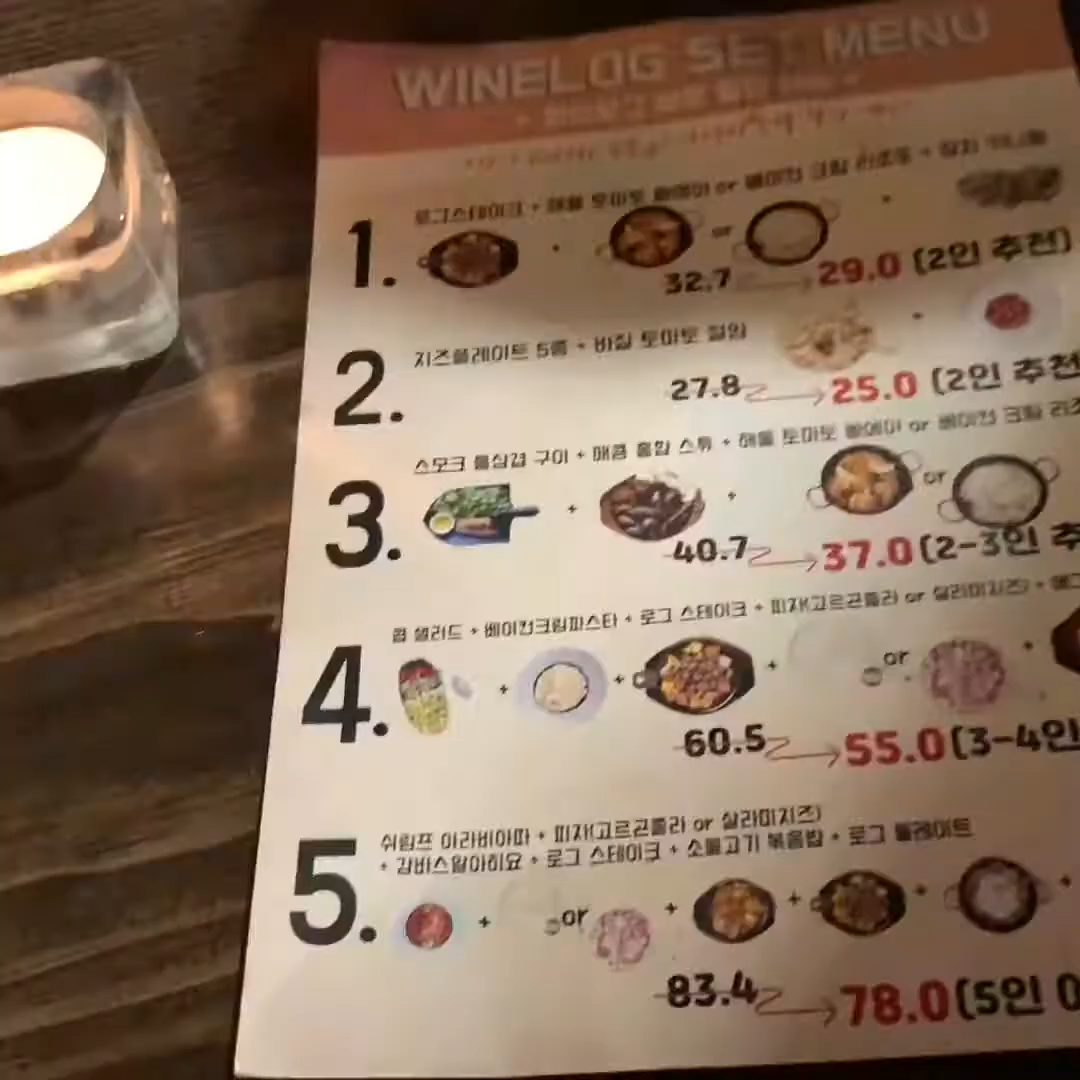 WINELOG SET MENU
1.
로그스테이크 + 해물 토마토 빠에야 or 베이컨 크림 리조또 +
or
32.7 29.0 (2인 추천)
2.
치즈플레이트 5종 + 바질 토마토 절임
+
27.8 25.0 (2인 추천
3.
스모크 통삼겹 구이 + 매콤 홍합 스튜 + 해물 토마토 빠에야 or 베이컨 크림 리조
+ + or
40.7 37.0 (2-3인 추
4.
콥 샐러드 + 베이컨크림파스타 + 로그 스테이크 + 피자(고르곤졸라 or 살라미치즈) +
+ + + or +
60.5 55.0 (3-4인
5.
쉬림프 아라비아따 + 피자(고르곤졸라 or 살라미치즈)
+ 감바스알아히요 + 로그 스테이크 + 소불고기 볶음밥 + 로그 플레이트
+ or + + + +
83.4 78.0 (5인